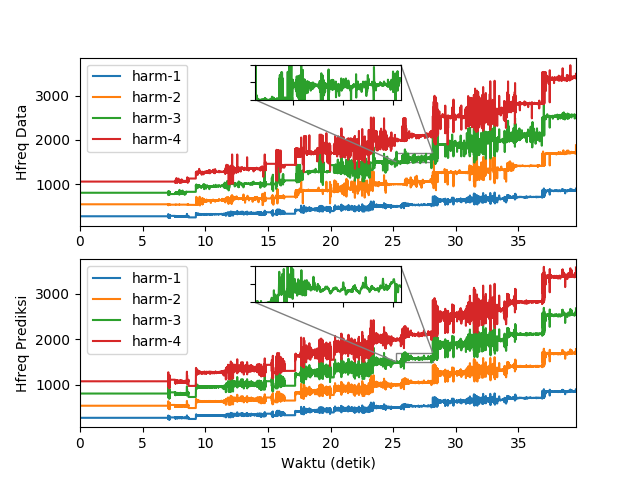 Hfreq Data
3000
2000
1000
harm-1
harm-2
harm-3
harm-4
0 5 10 15 20 25 30 35
Hfreq Prediksi
3000
2000
1000
harm-1
harm-2
harm-3
harm-4
0 5 10 15 20 25 30 35
Waktu (detik)